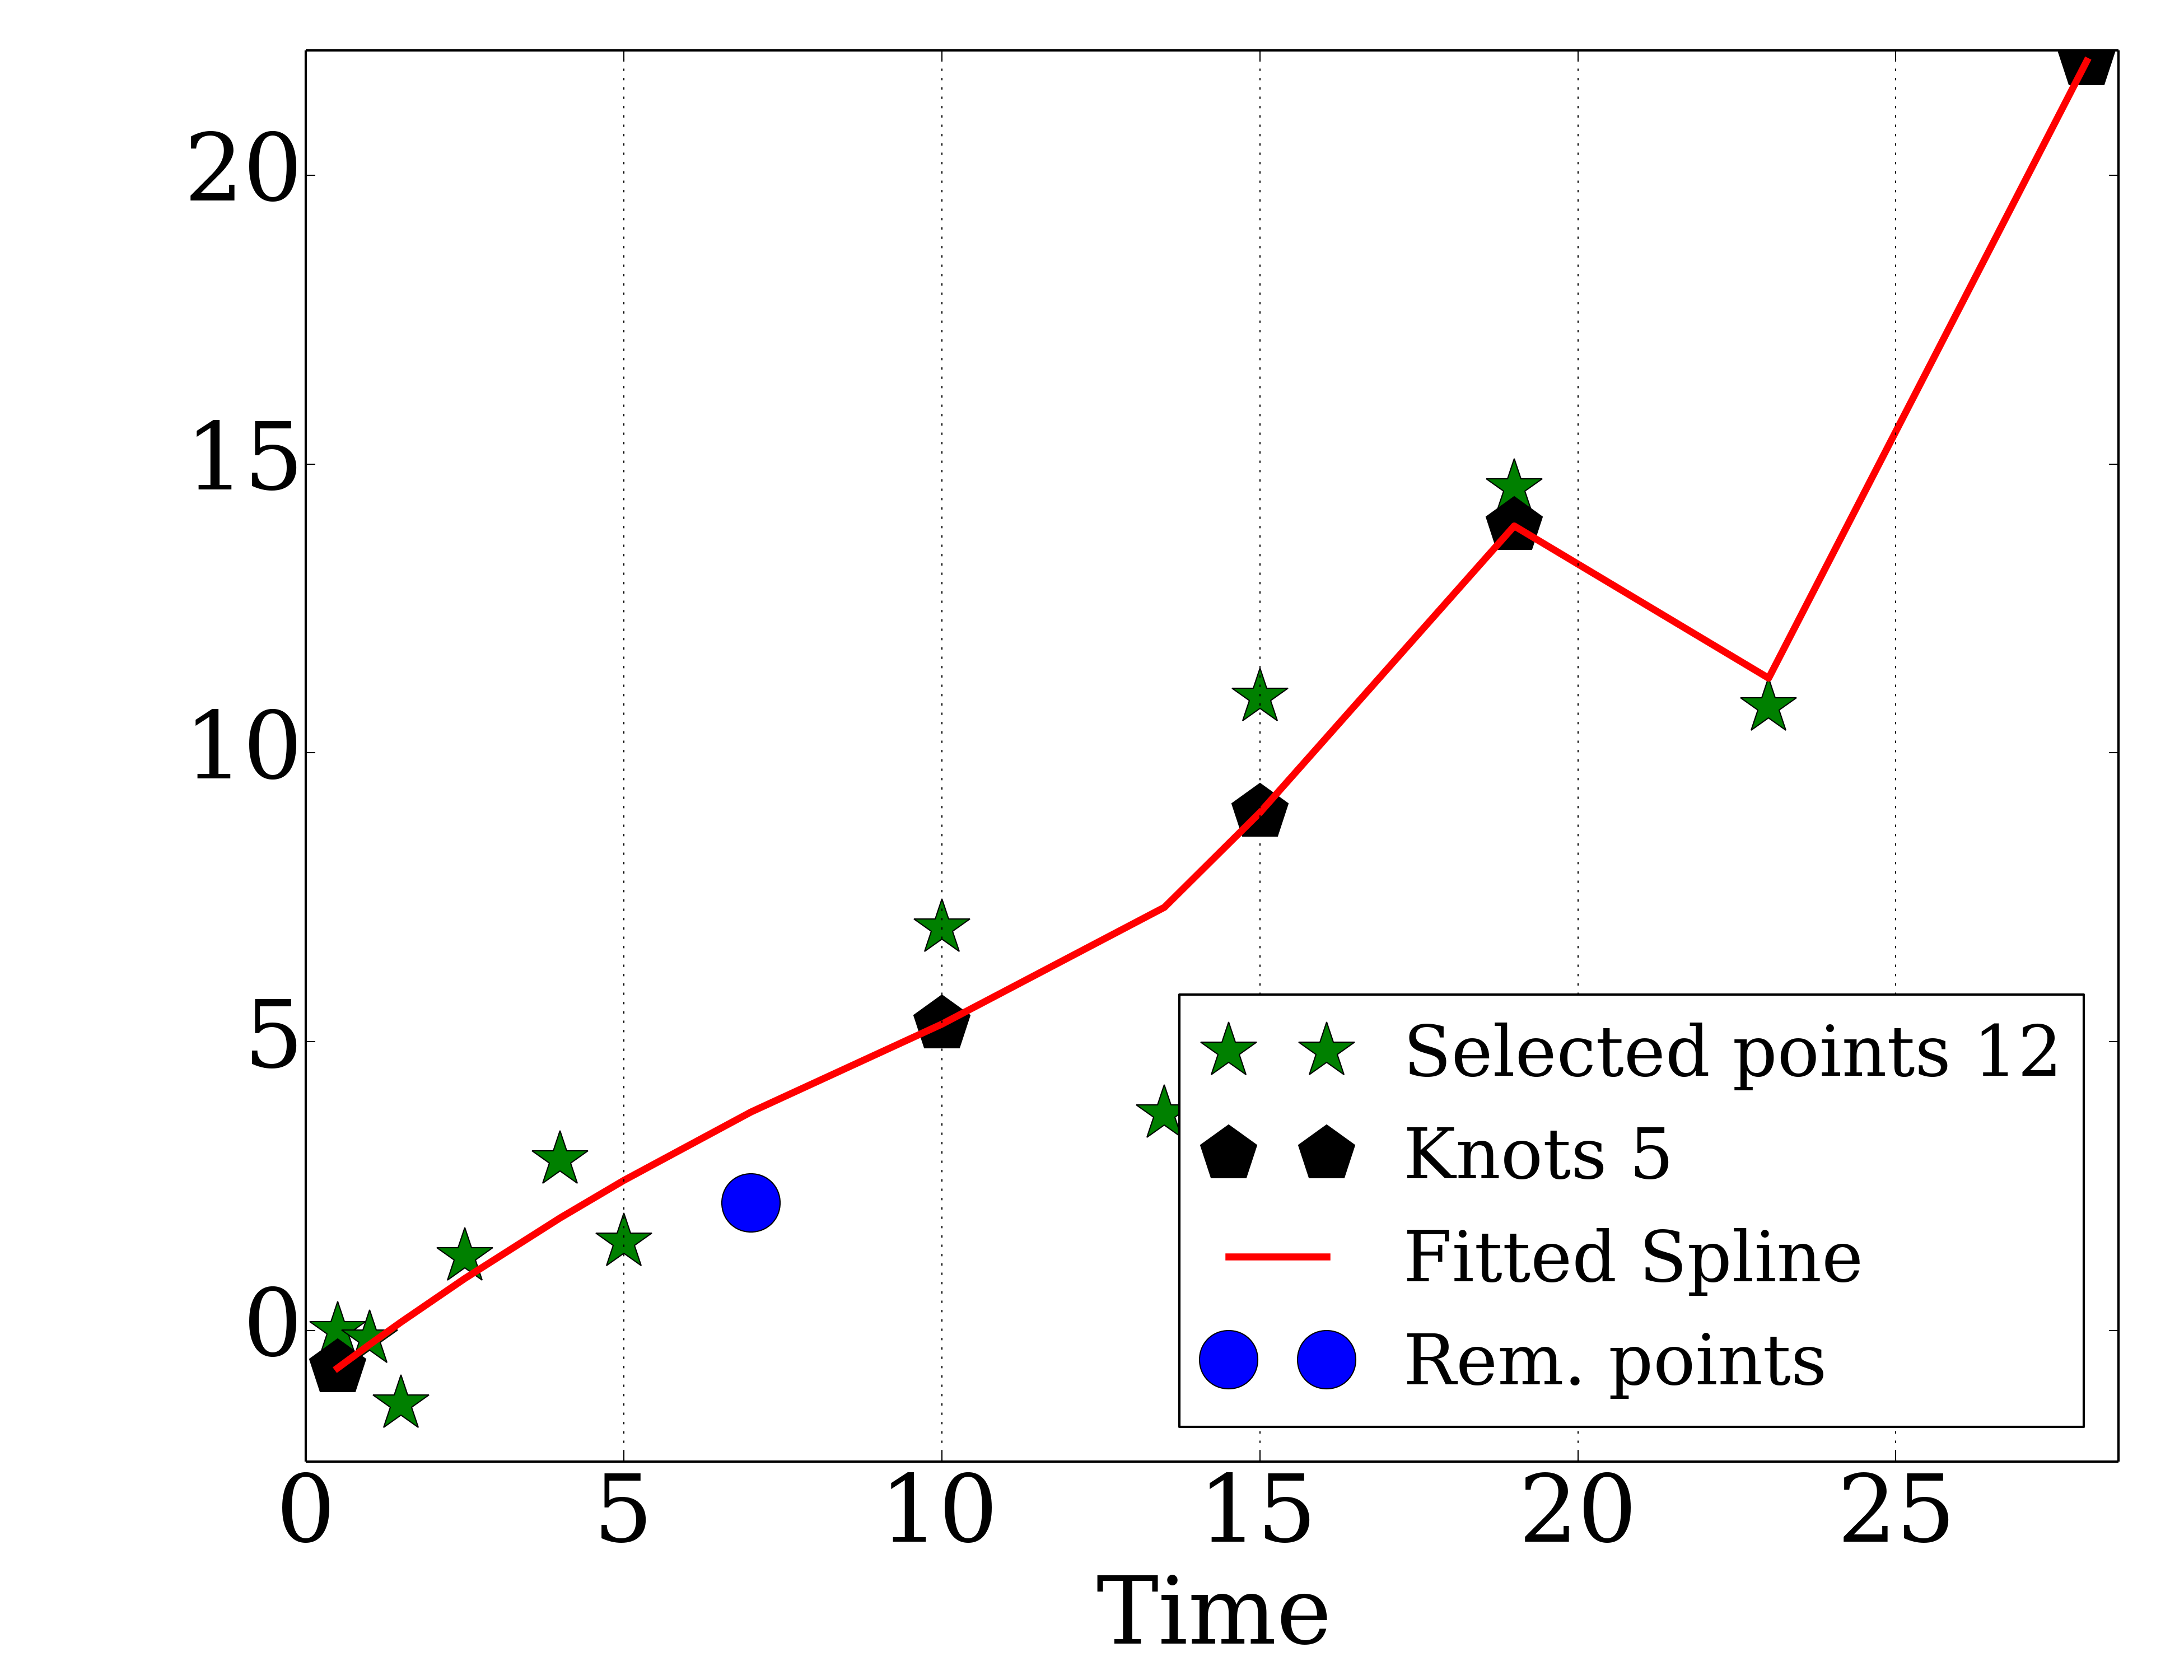 20
15
10
5
0
0 5 10 15 20 25
Time
Selected points 12
Knots 5
Fitted Spline
Rem. points